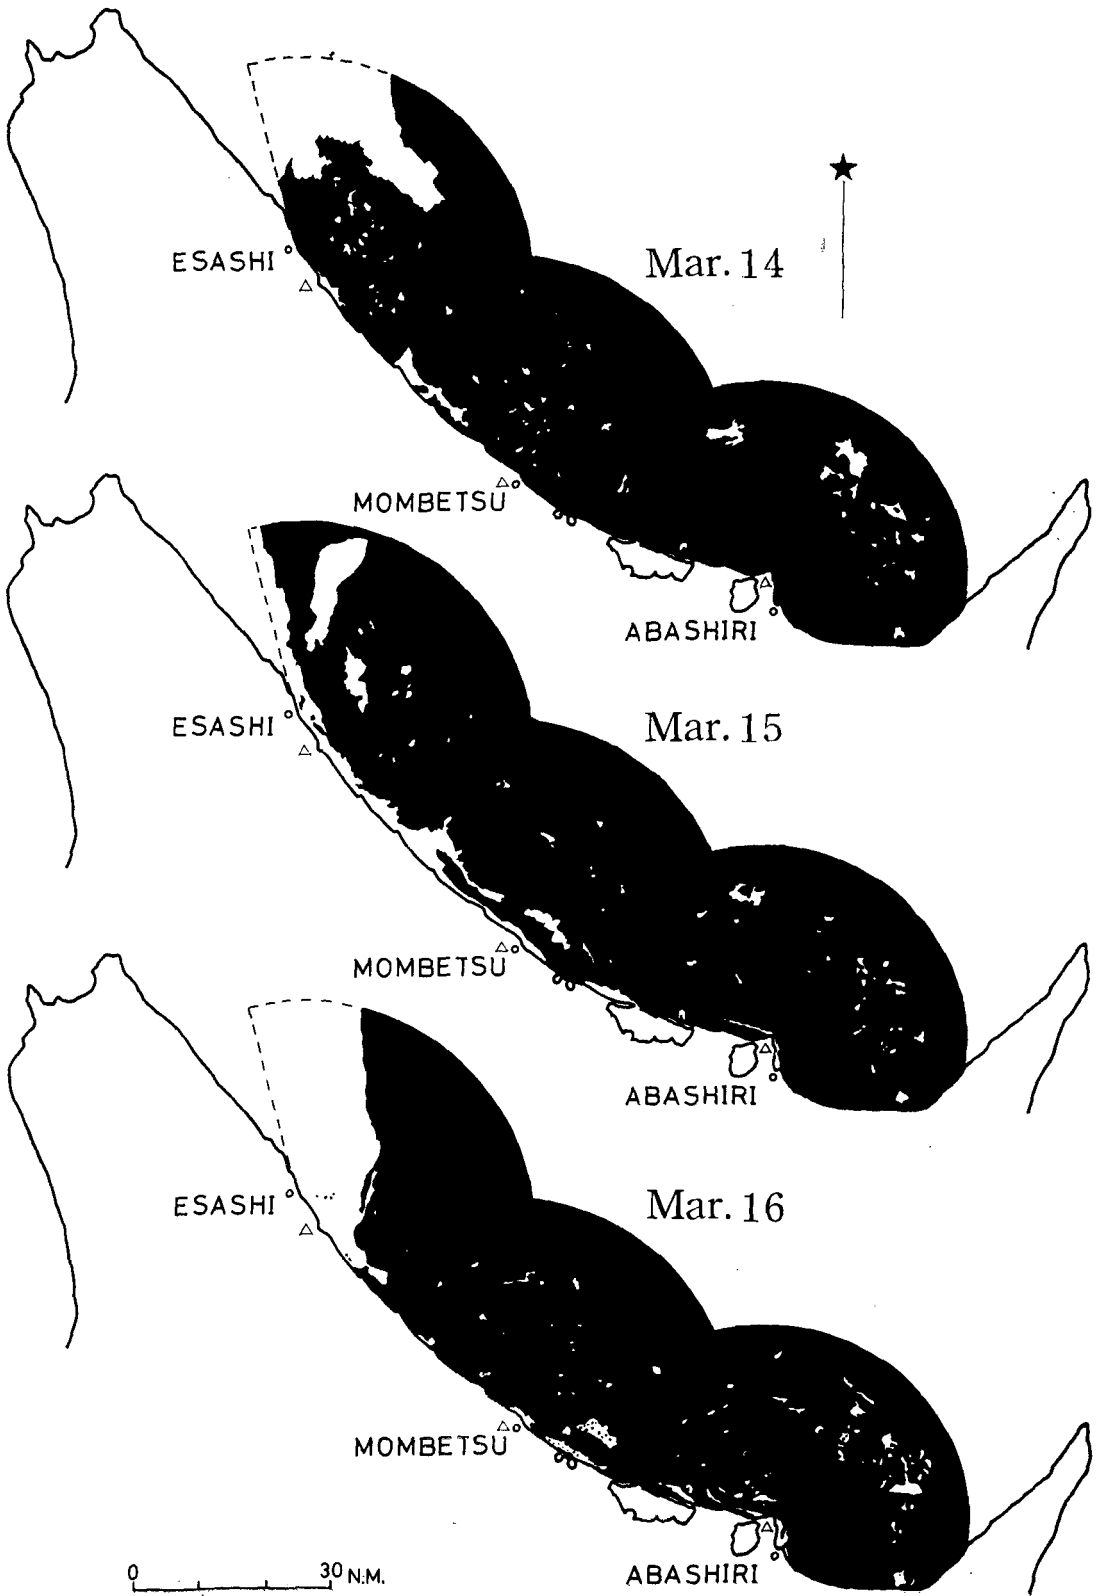 Mar. 14
ESASHI
MOMBETSU
ABASHIRI
Mar. 15
ESASHI
MOMBETSU
ABASHIRI
Mar. 16
ESASHI
MOMBETSU
ABASHIRI
0 30 N.M.